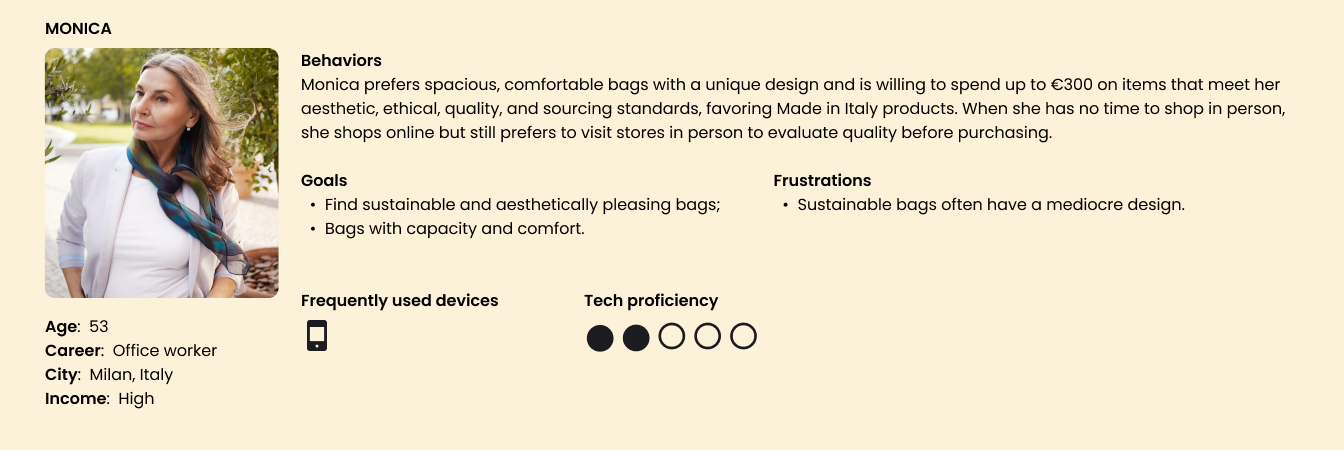 MONICA
Behaviors
Monica prefers spacious, comfortable bags with a unique design and is willing to spend up to €300 on items that meet her
aesthetic, ethical, quality, and sourcing standards, favoring Made in Italy products. When she has no time to shop in person,
she shops online but still prefers to visit stores in person to evaluate quality before purchasing.
Goals
• Find sustainable and aesthetically pleasing bags;
• Bags with capacity and comfort.
Frustrations
• Sustainable bags often have a mediocre design.
Frequently used devices
Tech proficiency
Age: 53
Career: Office worker
City: Milan, Italy
Income: High